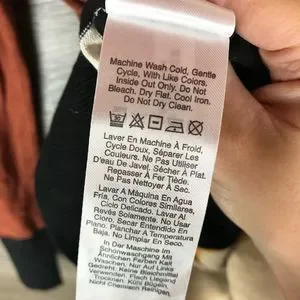 Machine Wash Cold, Gentle
Cycle, With Like Colors.
Inside Out Only. Do Not
Bleach. Dry Flat. Cool Iron.
Do Not Dry Clean.
Laver En Machine À Froid,
Cycle Doux, Séparer Les
Couleurs. Ne Pas Utiliser
D'eau De Javel. Sécher À Plat.
Repasser À Fer Tiède.
Ne Pas Nettoyer À Sec.
Lavar A Máquina En Agua
Fría, Con Colores Similares,
Ciclo Delicado. Lavar Al
Revés Solamente. No Usar
Cloro. Secar En Superficie
Plano. Planchar A Temperatura
Baja. No Limpiar En Seco.
In Der Maschine Im
Schonwaschgang Mit
Ähnlichen Farben Kalt
Waschen. Nur Auf Links
Gedreht. Keine Bleichmittel
Verwenden. Flach Liegend
Trocknen. Kühl Bügeln.
Nicht Chemisch Reinigen.